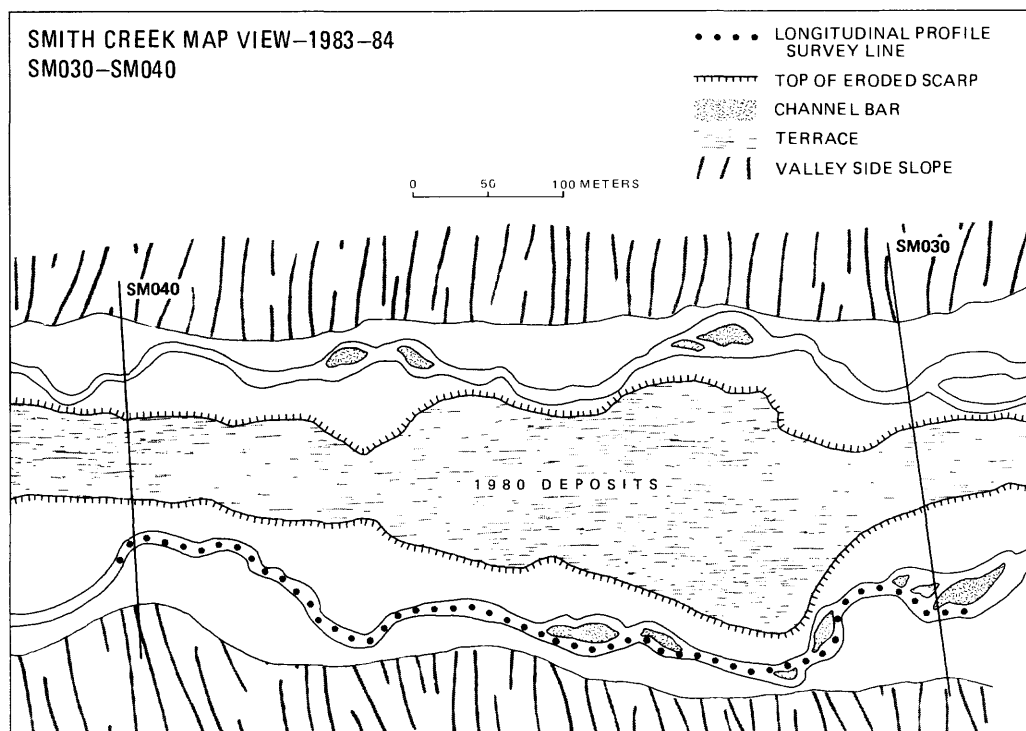 SMITH CREEK MAP VIEW–1983–84
SM030–SM040
LONGITUDINAL PROFILE
SURVEY LINE
TOP OF ERODED SCARP
CHANNEL BAR
TERRACE
VALLEY SIDE SLOPE
0 50 100 METERS
SM030
SM040
1980 DEPOSITS